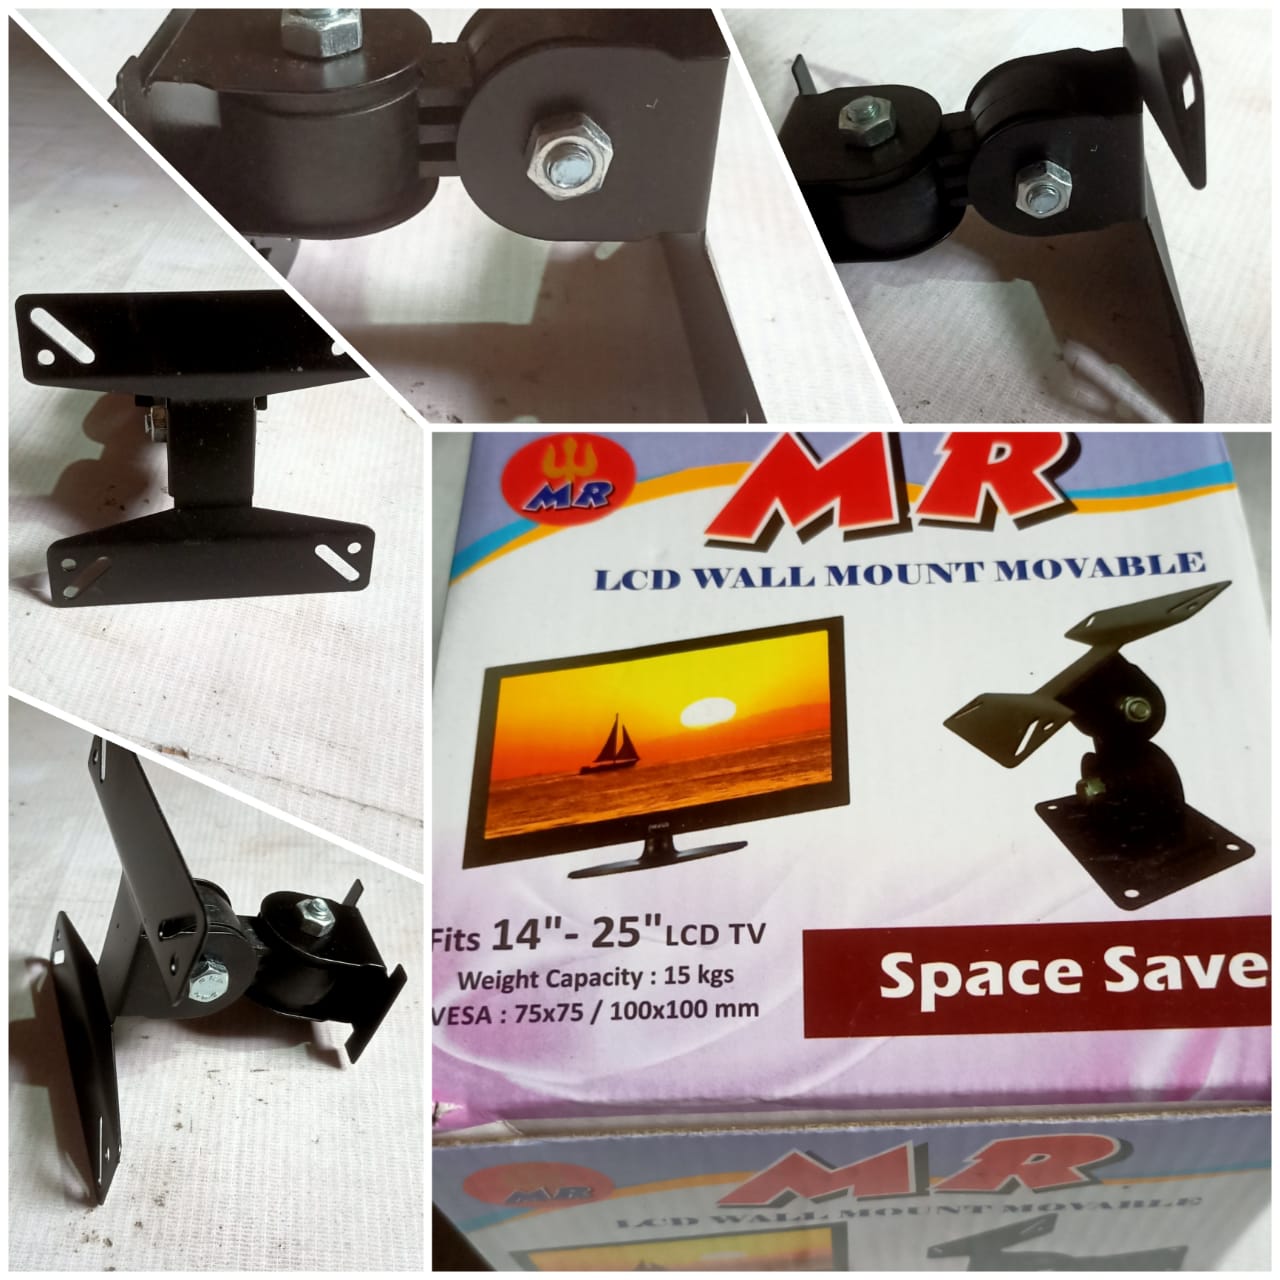 MR
MR
LCD WALL MOUNT MOVABLE
Fits 14"- 25" LCD TV
Weight Capacity : 15 kgs
VESA : 75x75 / 100x100 mm
Space Save
MR
MR
LCD WALL MOUNT MOVABLE